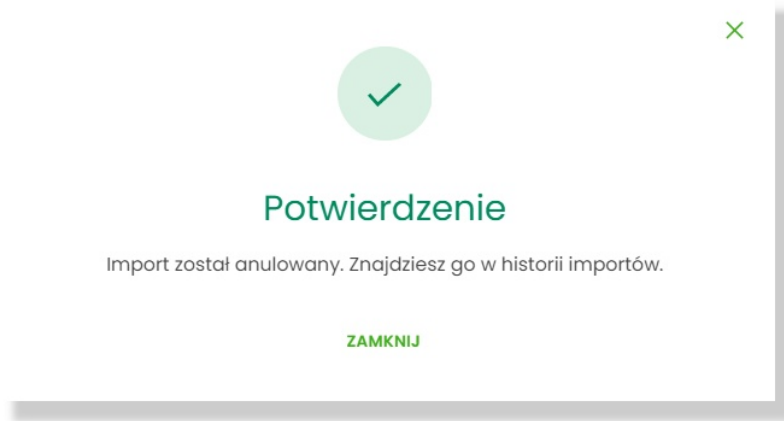 Potwierdzenie
Import został anulowany. Znajdziesz go w historii importów.
ZAMKNIJ